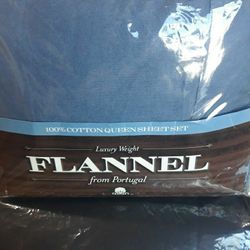 100% COTTON QUEEN SHEET SET
Luxury Weight
FLANNEL
from Portugal